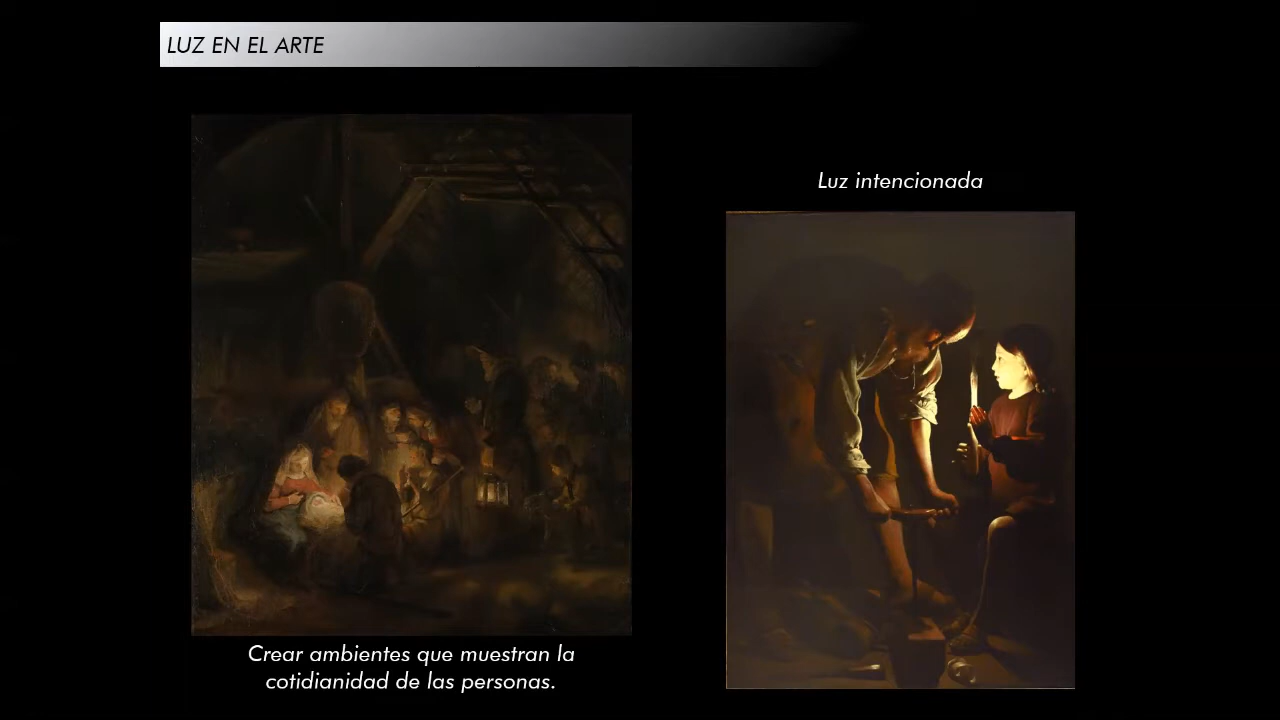 LUZ EN EL ARTE
Luz intencionada
Crear ambientes que muestran la
cotidianidad de las personas.